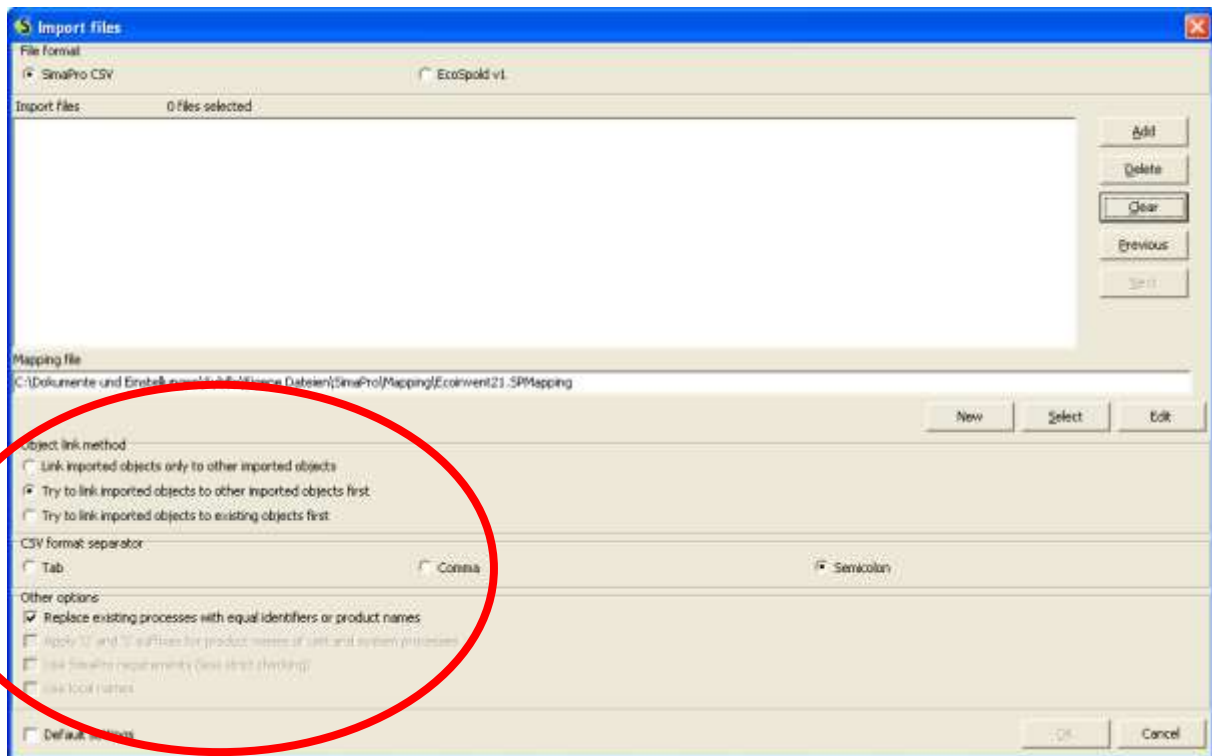 Import files
File format
SimaPro CSV EcoSpold v1
Import files 0 files selected
Add
Delete
Clear
Previous
Next
Mapping file
C:\Dokumente und Dateien\SimaPro\Mapping\Ecoinvent21.SPMapping
New Select Edit
Object link method
Link imported objects only to other imported objects
Try to link imported objects to other imported objects first
Try to link imported objects to existing objects first
CSV format separator
Tab Comma Semicolon
Other options
Replace existing processes with equal identifiers or product names
Apply 'U' and 'S' suffixes for product names of unit and system processes
Use SimaPro requirements (less strict checking)
Use local names
Default settings
OK Cancel